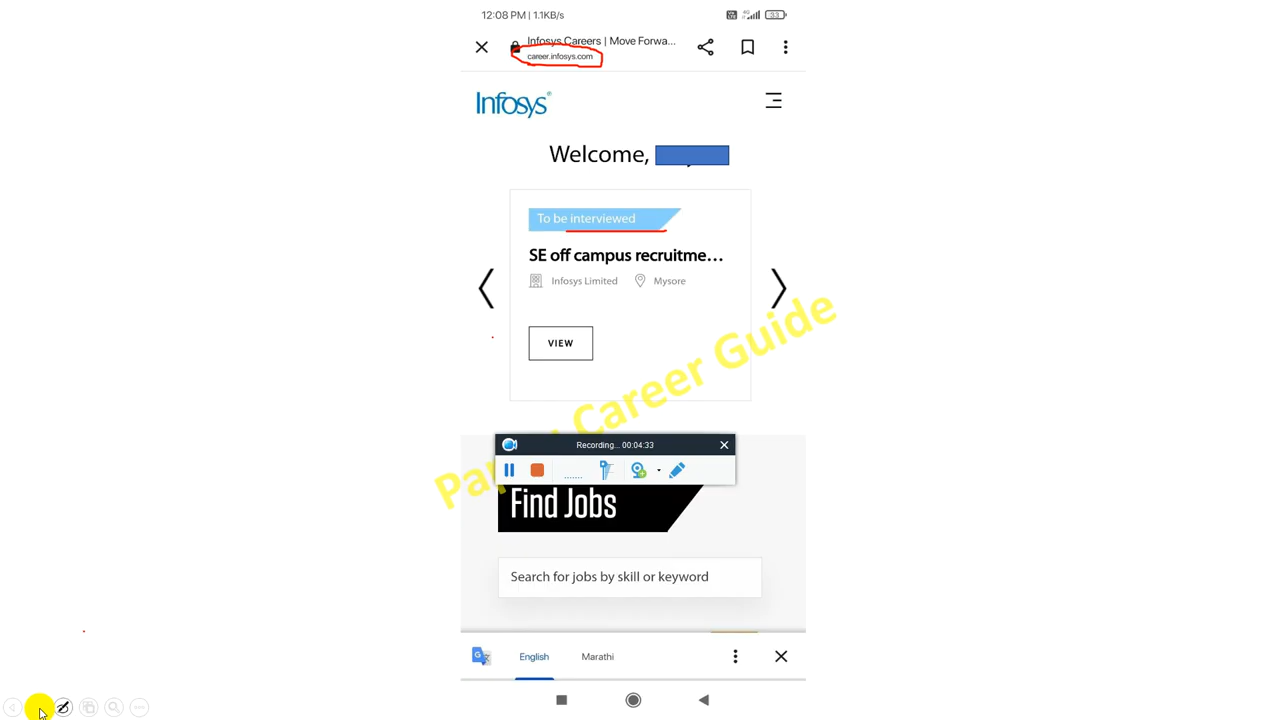 12:08 PM | 1.1KB/s
4G
33
Infosys Careers | Move Forwa...
career.infosys.com
Infosys®
Welcome,
To be interviewed
SE off campus recruitme...
Infosys Limited
Mysore
VIEW
Career Guide
Recording... 00:04:33
Find Jobs
Search for jobs by skill or keyword
English
Marathi